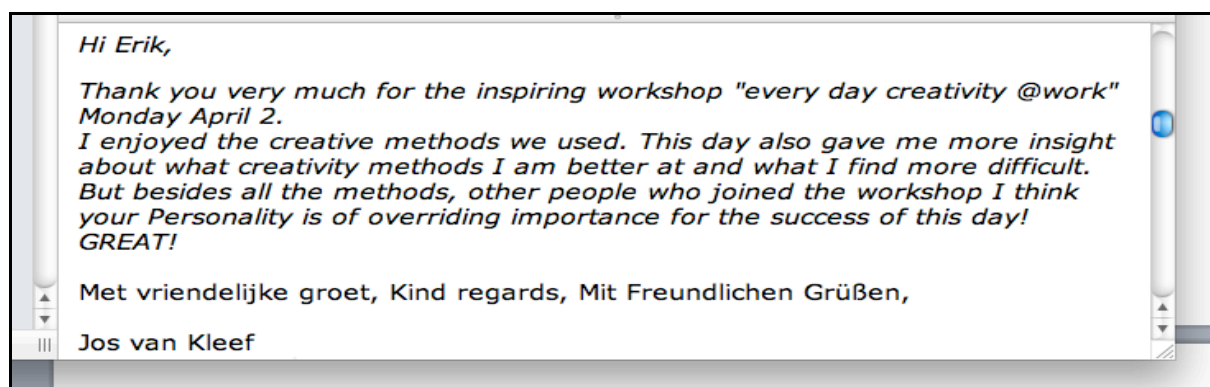 Hi Erik,
Thank you very much for the inspiring workshop "every day creativity @work"
Monday April 2.
I enjoyed the creative methods we used. This day also gave me more insight
about what creativity methods I am better at and what I find more difficult.
But besides all the methods, other people who joined the workshop I think
your Personality is of overriding importance for the success of this day!
GREAT!
Met vriendelijke groet, Kind regards, Mit Freundlichen Grüßen,
Jos van Kleef